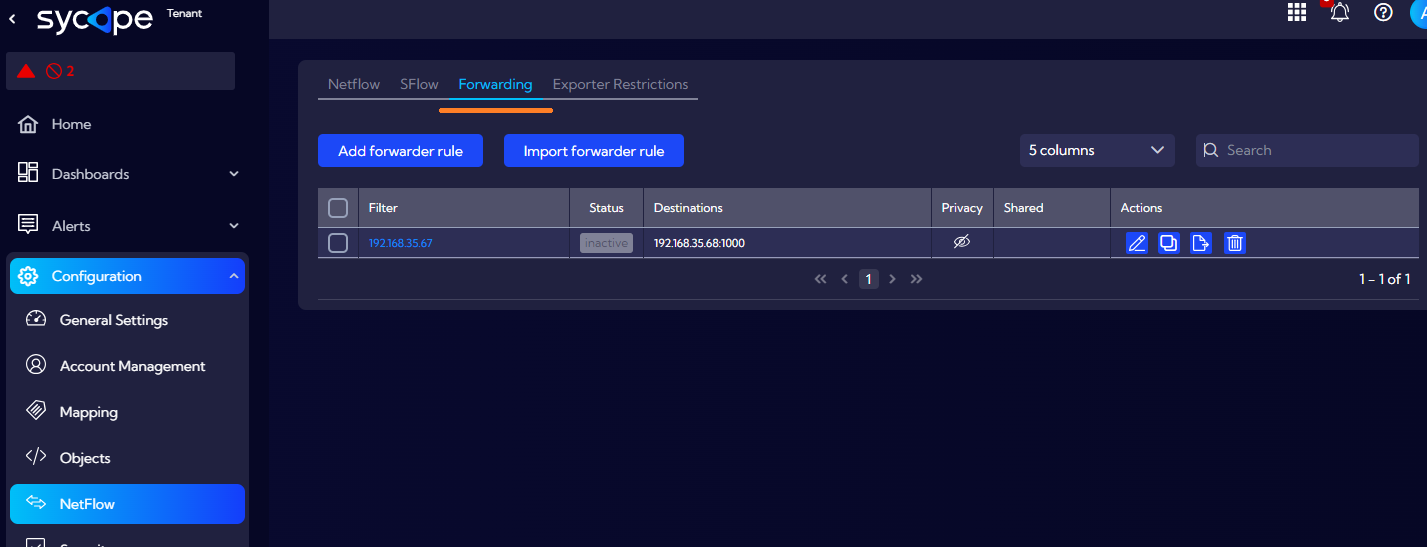 sycope Tenant
2
Home
Dashboards
Alerts
Configuration
General Settings
Account Management
Mapping
Objects
NetFlow
Netflow SFlow Forwarding Exporter Restrictions
Add forwarder rule Import forwarder rule 5 columns Search
Filter Status Destinations Privacy Shared Actions
192.168.35.67 inactive 192.168.35.68:1000
1 1 - 1 of 1